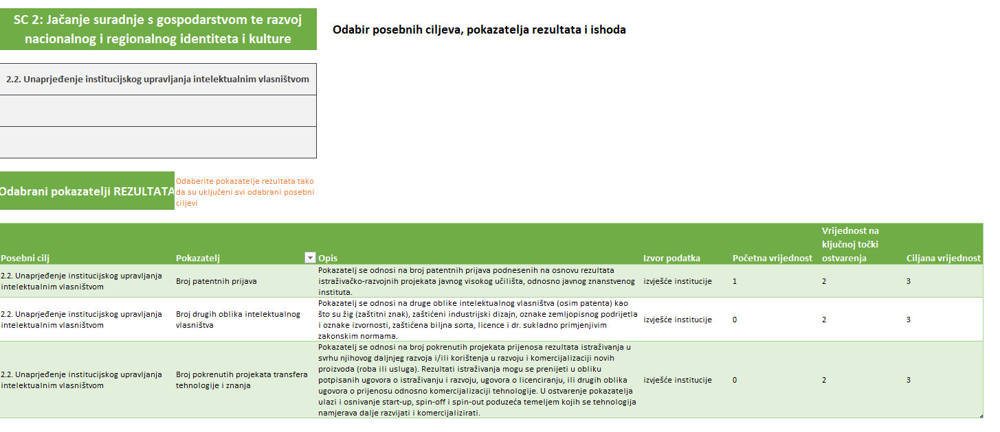 SC 2: Jačanje suradnje s gospodarstvom te razvoj
nacionalnog i regionalnog identiteta i kulture
Odabir posebnih ciljeva, pokazatelja rezultata i ishoda
2.2. Unaprjeđenje institucijskog upravljanja intelektualnim vlasništvom
Odabrani pokazatelji REZULTATA
Odaberite pokazatelje rezultata tako
da su uključeni svi odabrani posebni
ciljevi
Posebni cilj
Pokazatelj
Opis
Izvor podatka
Početna vrijednost
Vrijednost na
ključnoj točki
ostvarenja
Ciljana vrijednost
2.2. Unaprjeđenje institucijskog upravljanja
intelektualnim vlasništvom
Broj patentnih prijava
Pokazatelj se odnosi na broj patentnih prijava podnesenih na osnovu rezultata
istraživačko-razvojnih projekata javnog visokog učilišta, odnosno javnog znanstvenog
instituta.
izvješće institucije
1
2
3
2.2. Unaprjeđenje institucijskog upravljanja
intelektualnim vlasništvom
Broj drugih oblika intelektualnog
vlasništva
Pokazatelj se odnosi na druge oblike intelektualnog vlasništva (osim patenta) kao
što su žig (zaštitni znak), zaštićeni industrijski dizajn, oznake zemljopisnog podrijetla
i oznake izvornosti, zaštićena biljna sorta, licence i dr. sukladno primjenjivim
zakonskim normama.
izvješće institucije
0
2
3
2.2. Unaprjeđenje institucijskog upravljanja
intelektualnim vlasništvom
Broj pokrenutih projekata transfera
tehnologije i znanja
Pokazatelj se odnosi na broj pokrenutih projekata prijenosa rezultata istraživanja u
svrhu njihovog daljnjeg razvoja i/ili korištenja u razvoju i komercijalizaciji novih
proizvoda (roba ili usluga). Rezultati istraživanja mogu se prenijeti u obliku
potpisanih ugovora o istraživanju i razvoju, ugovora o licenciranju, ili drugih oblika
ugovora o prijenosu odnosno komercijalizaciji tehnologije. U ostvarenje pokazatelja
ulazi i osnivanje start-up, spin-off i spin-out poduzeća temeljem kojih se tehnologija
namjerava dalje razvijati i komercijalizirati.
izvješće institucije
0
2
3